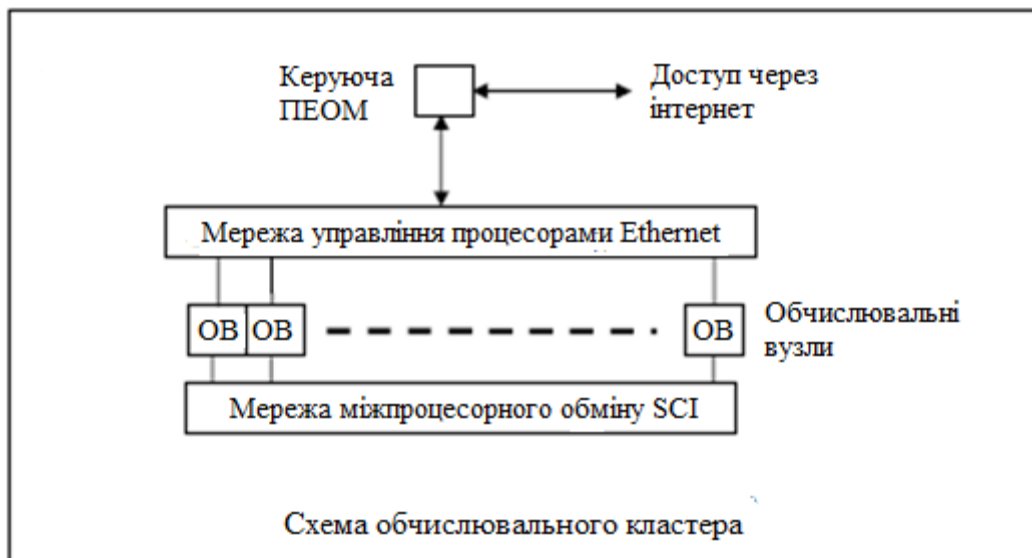 Керуюча
ПЕОМ
Доступ через
інтернет
Мережа управління процесорами Ethernet
ОВ ОВ ОВ
Обчислювальні
вузли
Мережа міжпроцесорного обміну SCI
Схема обчислювального кластера